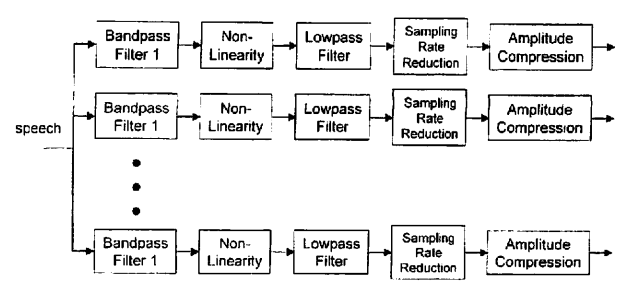 Bandpass
Filter 1
Non-
Linearity
Lowpass
Filter
Sampling
Rate
Reduction
Amplitude
Compression
speech
Bandpass
Filter 1
Non-
Linearity
Lowpass
Filter
Sampling
Rate
Reduction
Amplitude
Compression
Bandpass
Filter 1
Non-
Linearity
Lowpass
Filter
Sampling
Rate
Reduction
Amplitude
Compression